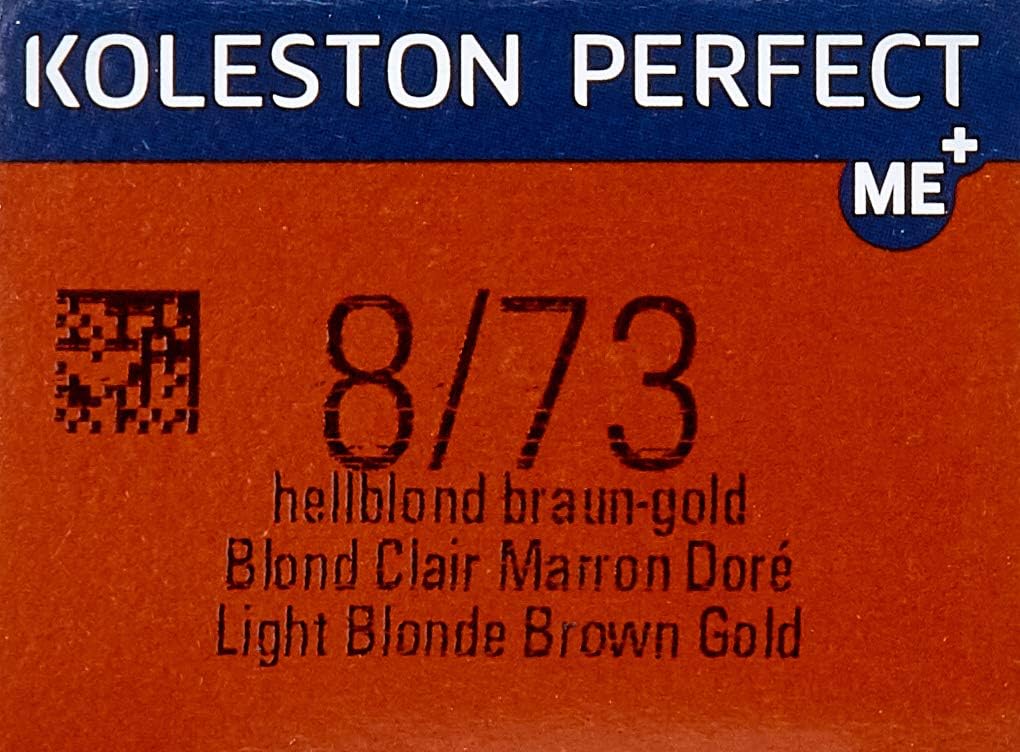 KOLESTON PERFECT
ME+
8/73
hellblond braun-gold
Blond Clair Marron Doré
Light Blonde Brown Gold